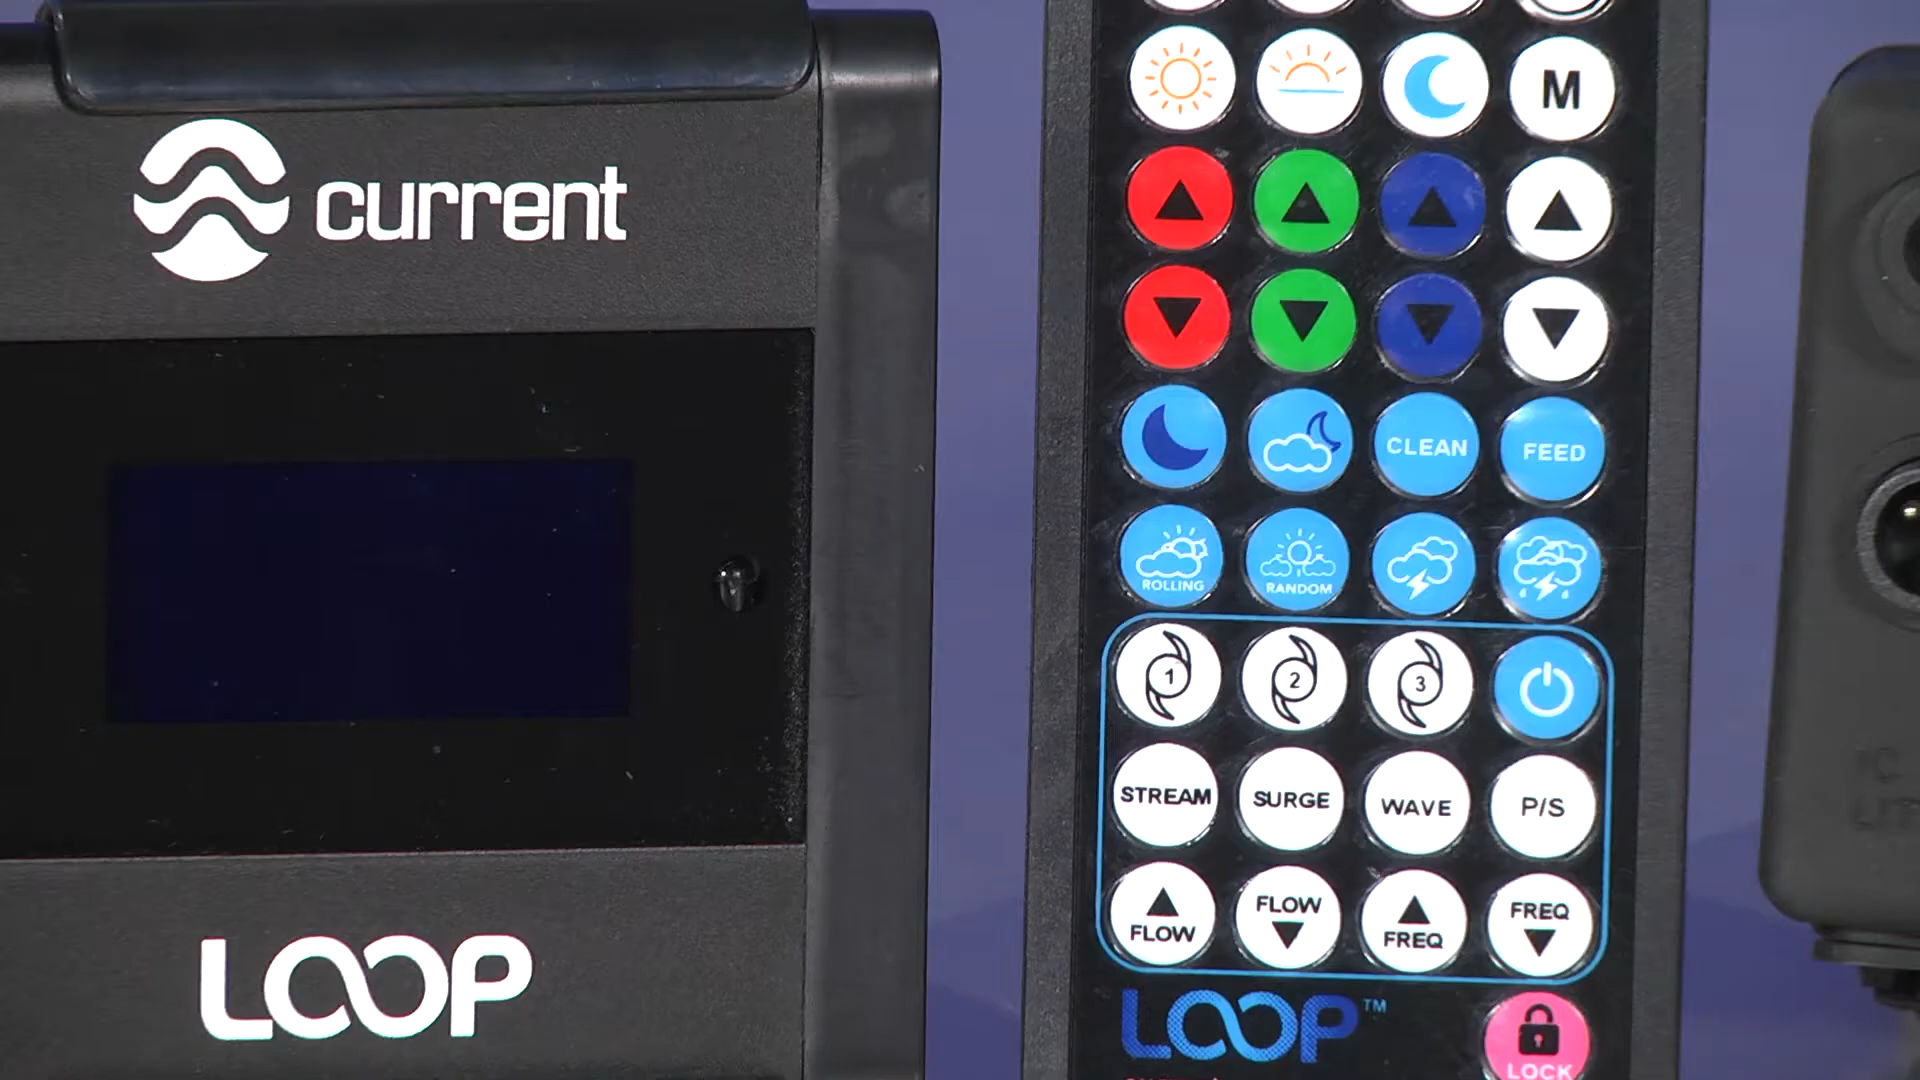 current
LOOP
M
CLEAN
FEED
ROLLING
RANDOM
1
2
3
STREAM
SURGE
WAVE
P/S
FLOW
FLOW
FREQ
FREQ
LOOP™
LOCK